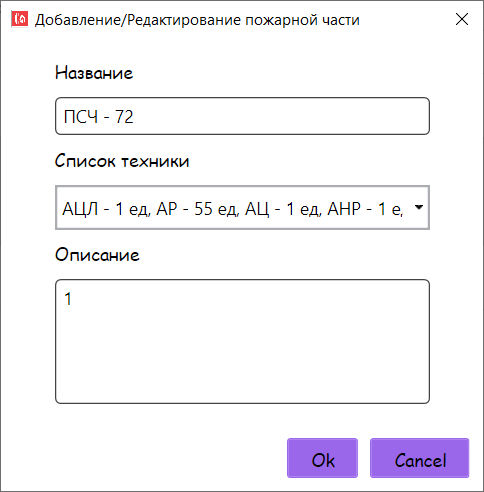 Добавление/Редактирование пожарной части
Название
ПСЧ - 72
Список техники
АЦЛ - 1 ед, АР - 55 ед, АЦ - 1 ед, АНР - 1 е,
Описание
1
Ok
Cancel